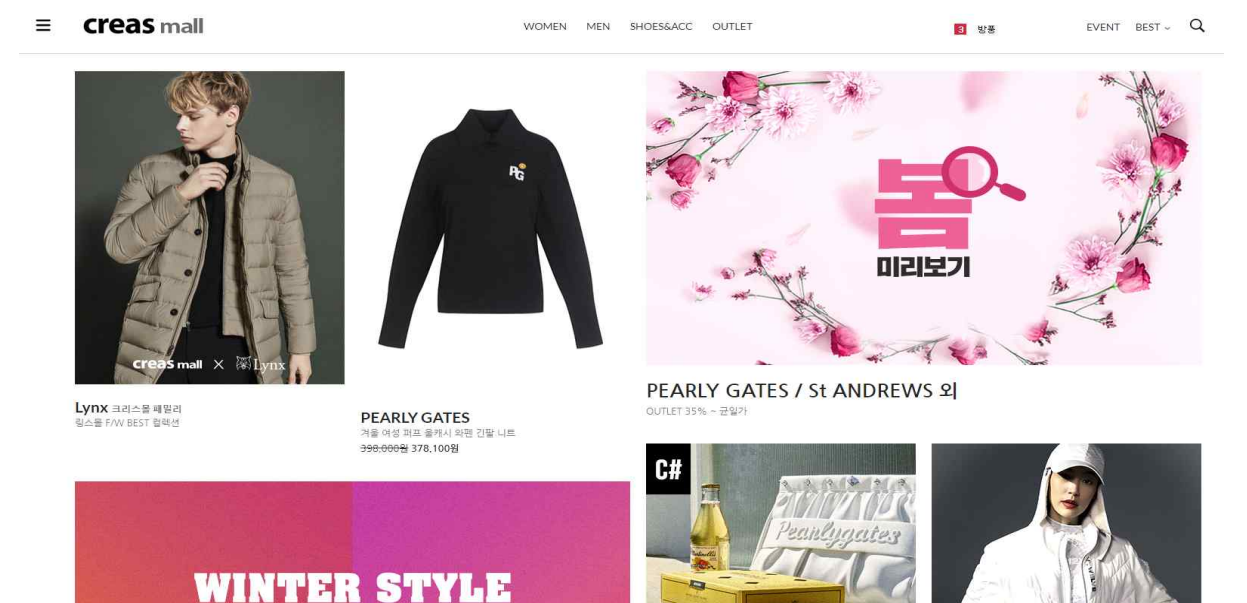 creas mall
WOMEN MEN SHOES&ACC OUTLET
3 방풍
EVENT BEST
creas mall X Lynx
PG
봄
미리보기
Lynx 크리스몰 패밀리
링스몰 F/W BEST 컬렉션
PEARLY GATES
겨울 여성 퍼프 울캐시 와펜 긴팔 니트
398,000원 378,100원
PEARLY GATES / St ANDREWS 외
OUTLET 35% ~ 균일가
WINTER STYLE
C#
Pearlygates